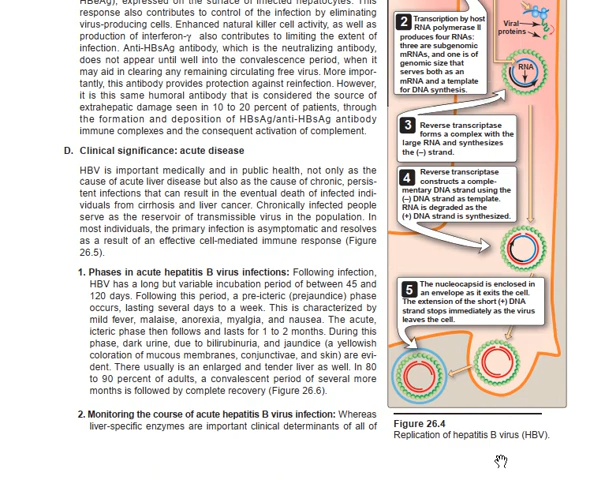 HBeAg), expressed on the surface of infected hepatocytes. This
response also contributes to control of the infection by eliminating
virus-producing cells. Enhanced natural killer cell activity, as well as
production of interferon-γ also contributes to limiting the extent of
infection. Anti-HBsAg antibody, which is the neutralizing antibody,
does not appear until well into the convalescence period, when it
may aid in clearing any remaining circulating free virus. More impor-
tantly, this antibody provides protection against reinfection. However,
it is this same humoral antibody that is considered the source of
extrahepatic damage seen in 10 to 20 percent of patients, through
the formation and deposition of HBsAg/anti-HBsAg antibody
immune complexes and the consequent activation of complement.
D. Clinical significance: acute disease
HBV is important medically and in public health, not only as the
cause of acute liver disease but also as the cause of chronic, persis-
tent infections that can result in the eventual death of infected indi-
viduals from cirrhosis and liver cancer. Chronically infected people
serve as the reservoir of transmissible virus in the population. In
most individuals, the primary infection is asymptomatic and resolves
as a result of an effective cell-mediated immune response (Figure
26.5).
1. Phases in acute hepatitis B virus infections: Following infection,
HBV has a long but variable incubation period of between 45 and
120 days. Following this period, a pre-icteric (prejaundice) phase
occurs, lasting several days to a week. This is characterized by
mild fever, malaise, anorexia, myalgia, and nausea. The acute,
icteric phase then follows and lasts for 1 to 2 months. During this
phase, dark urine, due to bilirubinuria, and jaundice (a yellowish
coloration of mucous membranes, conjunctivae, and skin) are evi-
dent. There usually is an enlarged and tender liver as well. In 80
to 90 percent of adults, a convalescent period of several more
months is followed by complete recovery (Figure 26.6).
2. Monitoring the course of acute hepatitis B virus infection: Whereas
liver-specific enzymes are important clinical determinants of all of
2 Transcription by host
RNA polymerase II
produces four RNAs:
three are subgenomic
mRNAs, and one is of
genomic size that
serves both as an
mRNA and a template
for DNA synthesis.
Viral
proteins
RNA
3 Reverse transcriptase
forms a complex with the
large RNA and synthesizes
the (–) strand.
4 Reverse transcriptase
constructs a comple-
mentary DNA strand using the
(–) DNA strand as template.
RNA is degraded as the
(+) DNA strand is synthesized.
5 The nucleocapsid is enclosed in
an envelope as it exits the cell.
The extension of the short (+) DNA
strand stops immediately as the virus
leaves the cell.
Figure 26.4
Replication of hepatitis B virus (HBV).